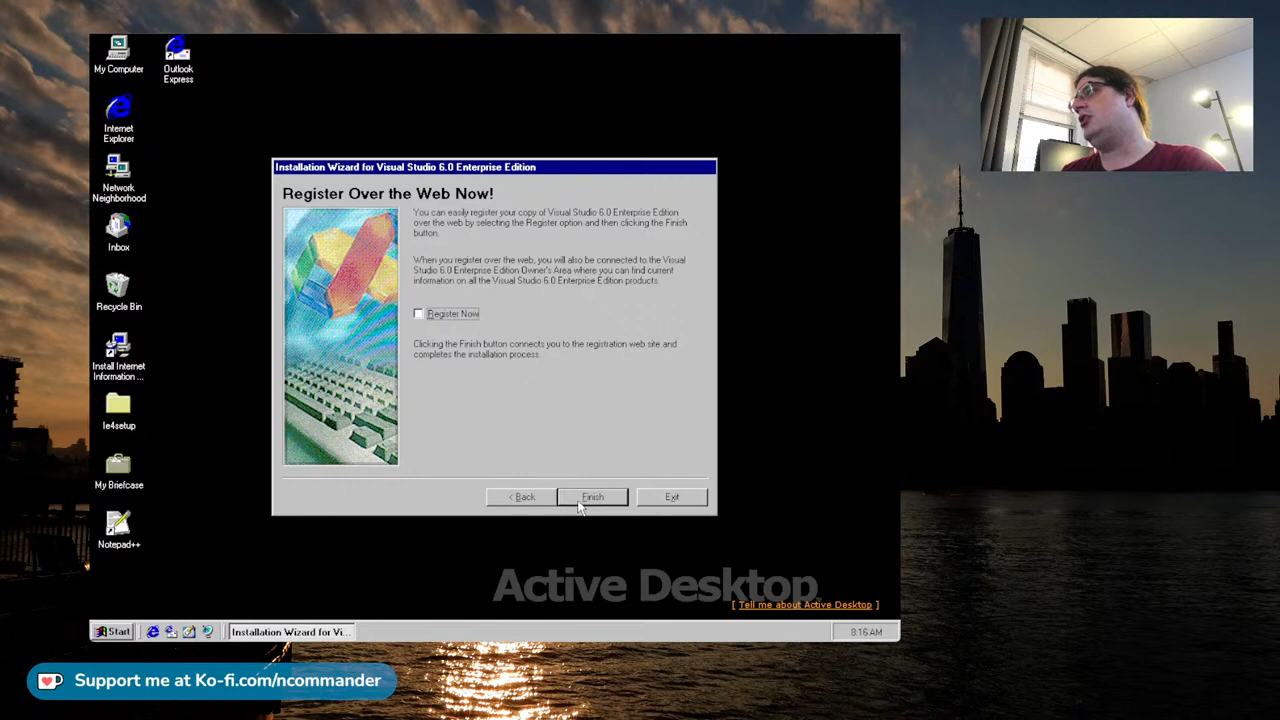 My Computer
Outlook
Express
Internet
Explorer
Network
Neighborhood
Inbox
Recycle Bin
Install Internet
Information ...
Ie4setup
My Briefcase
Notepad++
Installation Wizard for Visual Studio 6.0 Enterprise Edition
Register Over the Web Now!
You can easily register your copy of Visual Studio 6.0 Enterprise Edition
over the web by selecting the Register option and then clicking the Finish
button.
When you register over the web, you will also be connected to the Visual
Studio 6.0 Enterprise Edition Owner's Area where you can find current
information on all the Visual Studio 6.0 Enterprise Edition products.
Register Now
Clicking the Finish button connects you to the registration web site and
completes the installation process.
< Back
Finish
Exit
Active Desktop
[ Tell me about Active Desktop ]
Start
Installation Wizard for Vi...
8:16 AM
Support me at Ko-fi.com/ncommander